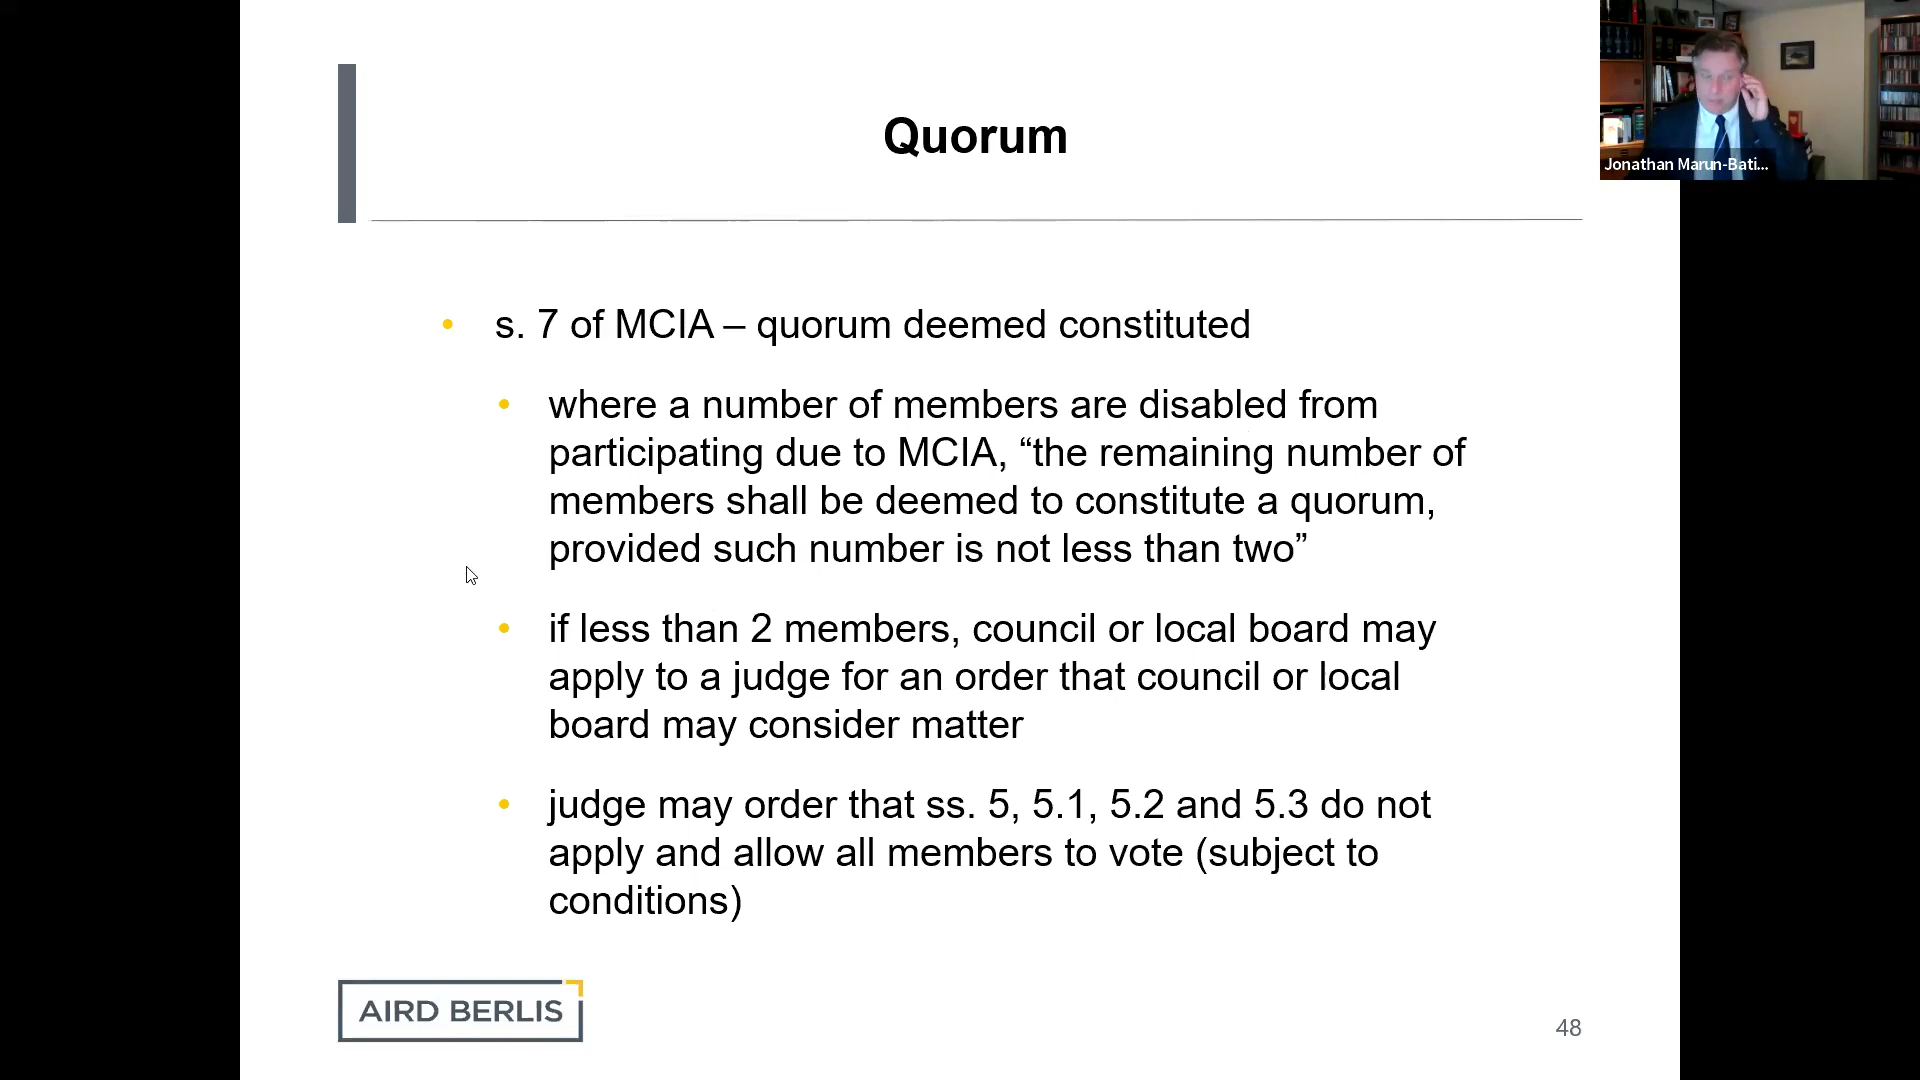 Quorum
Jonathan Marun-Bati...
• s. 7 of MCIA – quorum deemed constituted
• where a number of members are disabled from
participating due to MCIA, “the remaining number of
members shall be deemed to constitute a quorum,
provided such number is not less than two”
• if less than 2 members, council or local board may
apply to a judge for an order that council or local
board may consider matter
• judge may order that ss. 5, 5.1, 5.2 and 5.3 do not
apply and allow all members to vote (subject to
conditions)
AIRD BERLIS
48